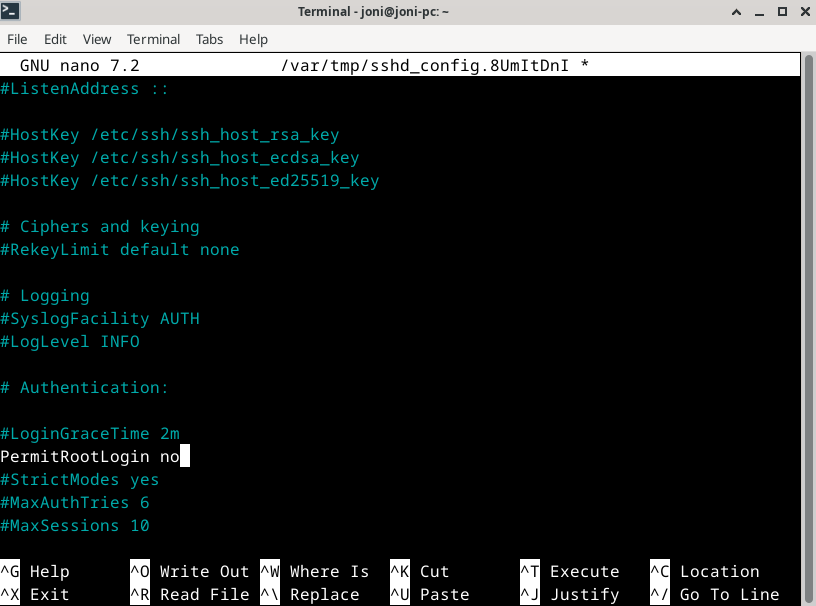 Terminal - joni@joni-pc: ~
File Edit View Terminal Tabs Help
GNU nano 7.2 /var/tmp/sshd_config.8UmItDnI *
#ListenAddress ::
#HostKey /etc/ssh/ssh_host_rsa_key
#HostKey /etc/ssh/ssh_host_ecdsa_key
#HostKey /etc/ssh/ssh_host_ed25519_key
# Ciphers and keying
#RekeyLimit default none
# Logging
#SyslogFacility AUTH
#LogLevel INFO
# Authentication:
#LoginGraceTime 2m
PermitRootLogin no
#StrictModes yes
#MaxAuthTries 6
#MaxSessions 10
^G Help ^O Write Out ^W Where Is ^K Cut ^T Execute ^C Location
^X Exit ^R Read File ^\ Replace ^U Paste ^J Justify ^/ Go To Line